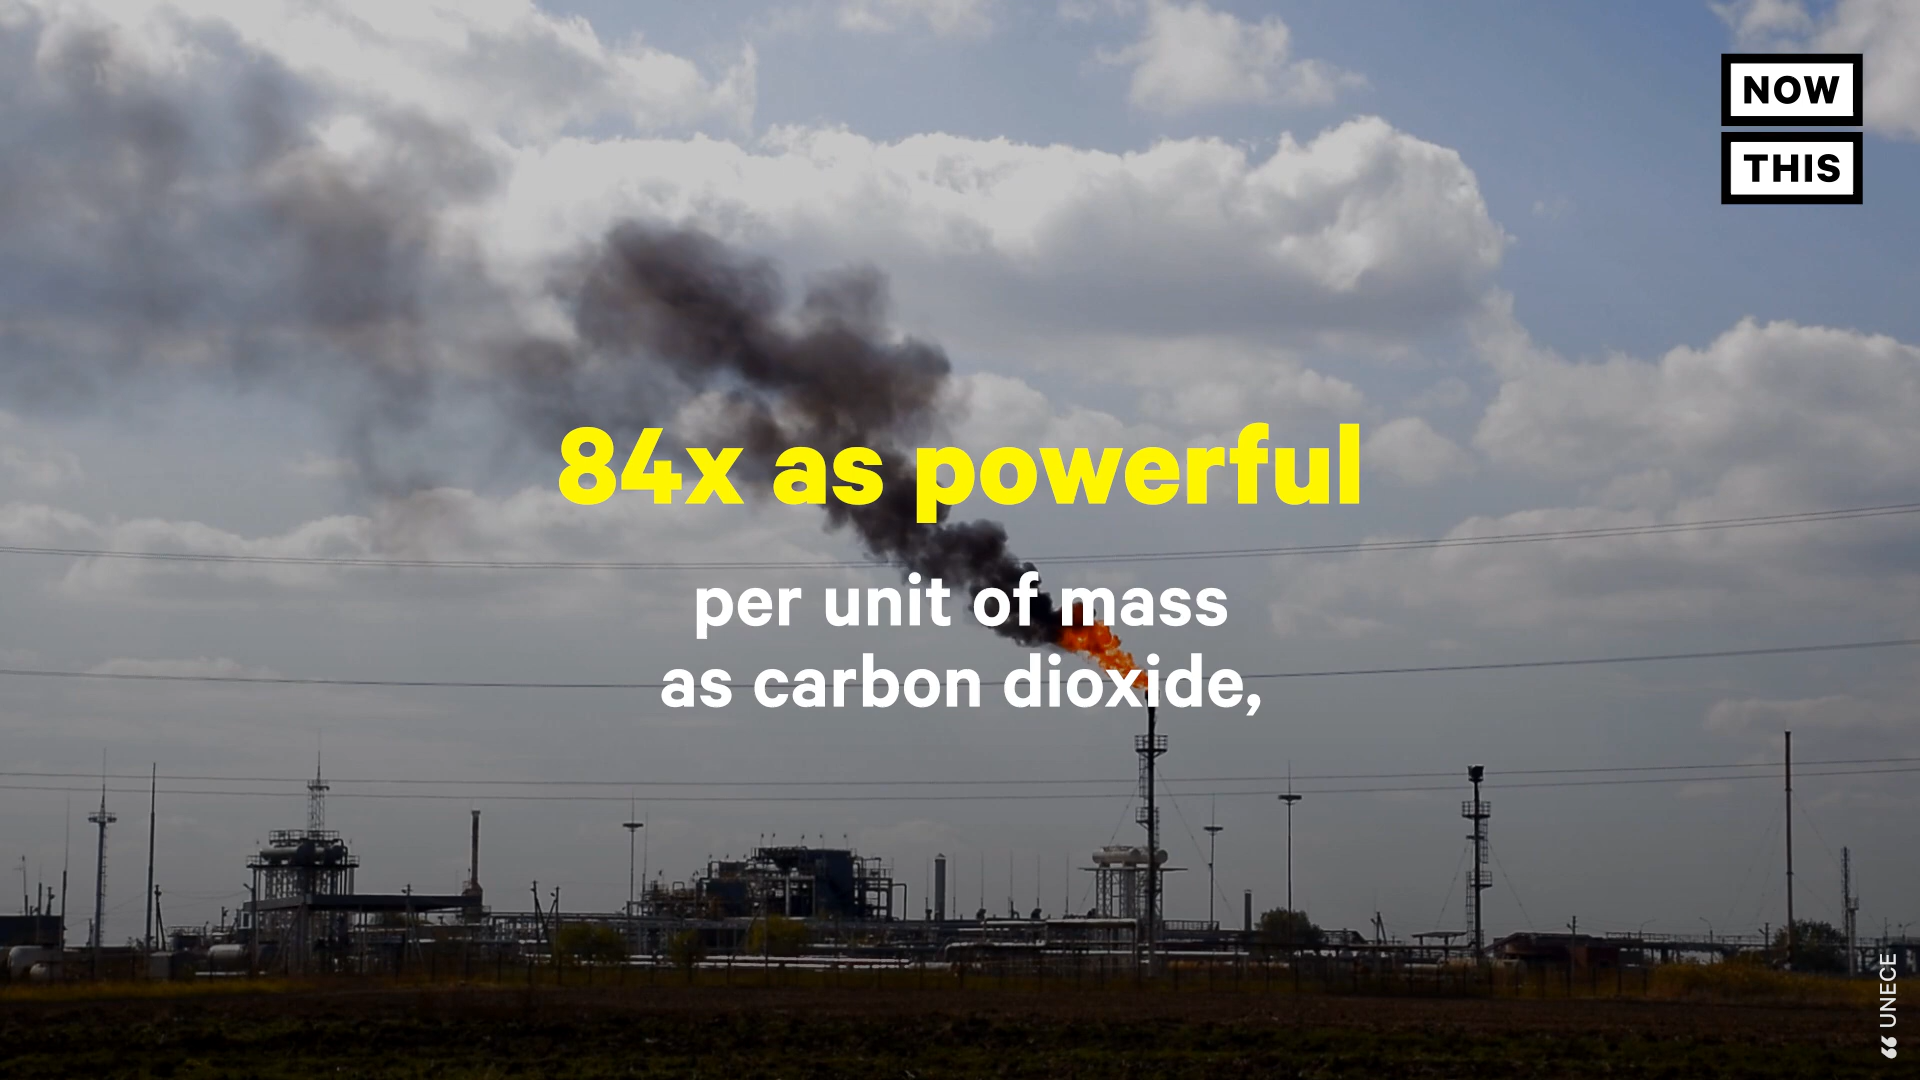 NOW
THIS
84x as powerful
per unit of mass
as carbon dioxide,
“ UNECE